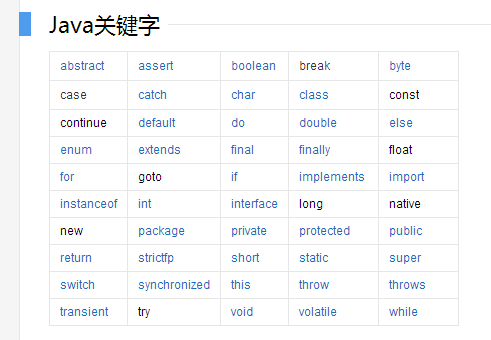 Java关键字
abstract assert boolean break byte
case catch char class const
continue default do double else
enum extends final finally float
for goto if implements import
instanceof int interface long native
new package private protected public
return strictfp short static super
switch synchronized this throw throws
transient try void volatile while